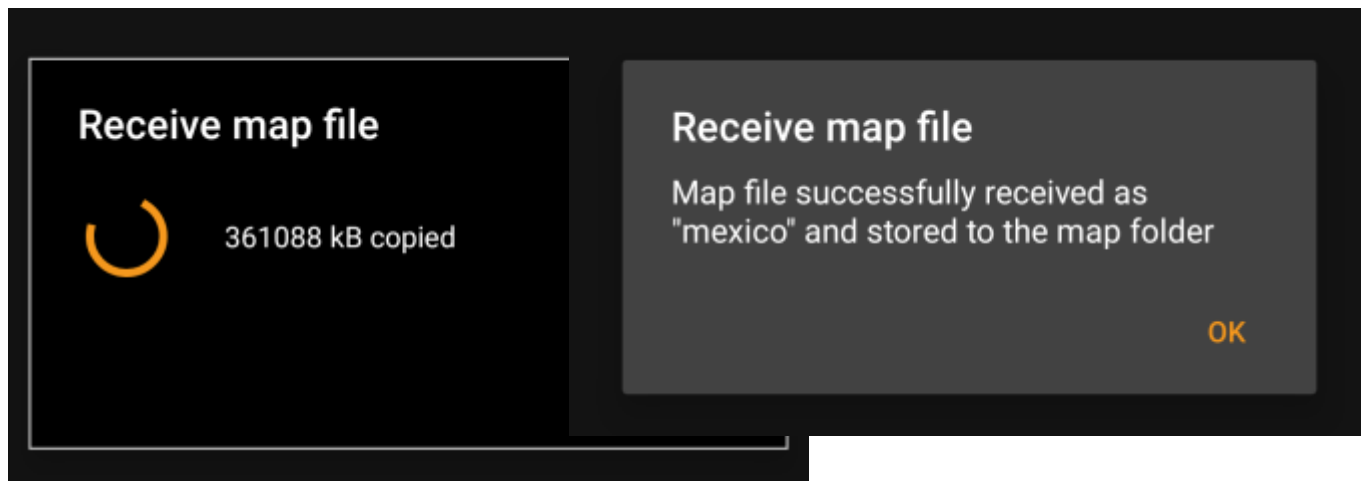 Receive map file
361088 kB copied
Receive map file
Map file successfully received as
"mexico" and stored to the map folder
OK